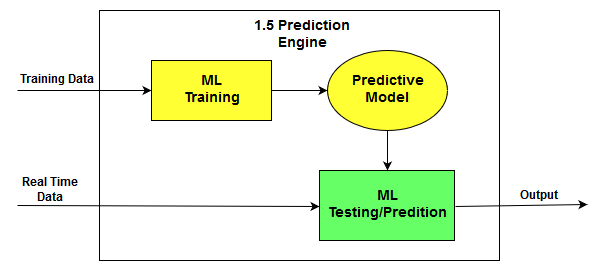 1.5 Prediction
Engine
Training Data
ML
Training
Predictive
Model
Real Time
Data
ML
Testing/Predition
Output